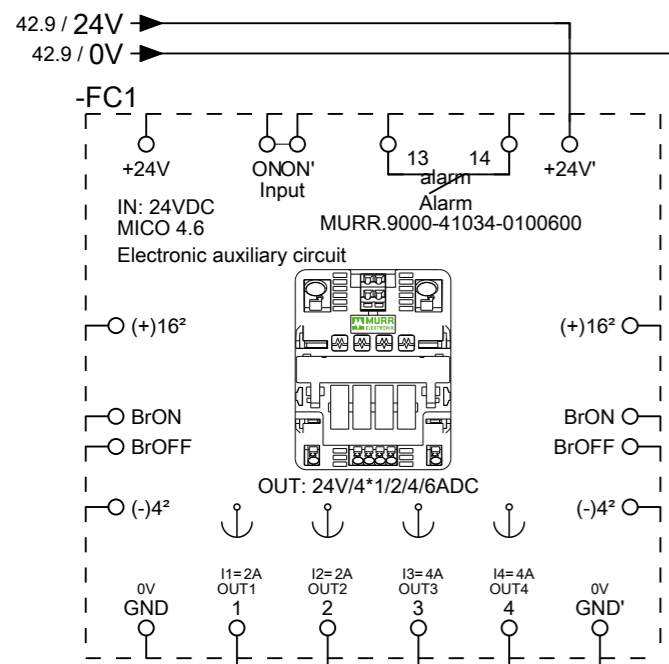 42.9 / 24V
42.9 / 0V
-FC1
+24V
ONON'
Input
13 14
alarm
Alarm
+24V'
IN: 24VDC
MICO 4.6
MURR.9000-41034-0100600
Electronic auxiliary circuit
MURR
ELEKTRONIK
(+)16² (+)16²
BrON BrON
BrOFF BrOFF
OUT: 24V/4*1/2/4/6ADC
(-)4² (-)4²
I1=2A I2=2A I3=4A I4=4A
0V OUT1 OUT2 OUT3 OUT4 0V
GND 1 2 3 4 GND'